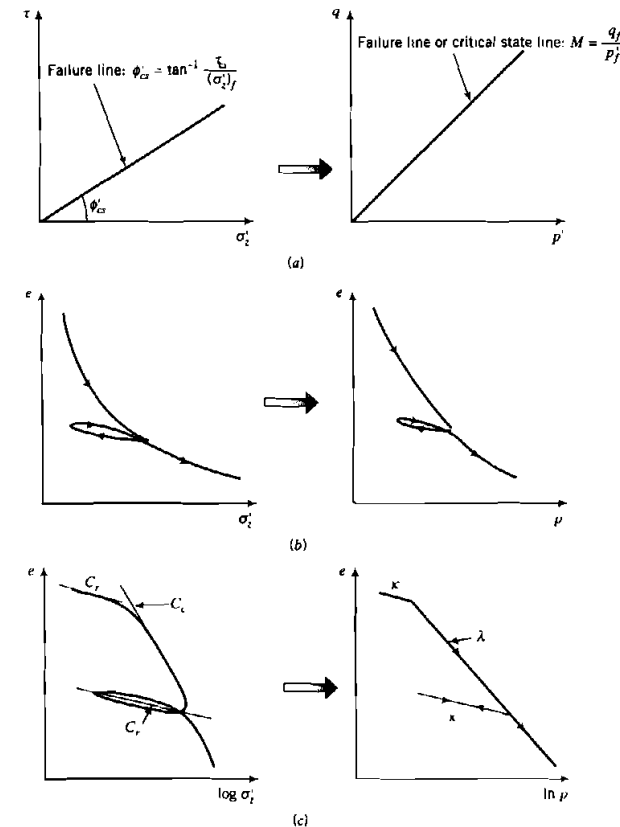 τ
Failure line: ϕ′cs = tan⁻¹ τf / (σ′z)f
ϕ′cs
σ′z
q
Failure line or critical state line: M = qf / p′f
p′
(a)
e
σ′z
e
p
(b)
e
Cr
Cc
Cr
log σ′z
e
κ
λ
κ
ln p
(c)